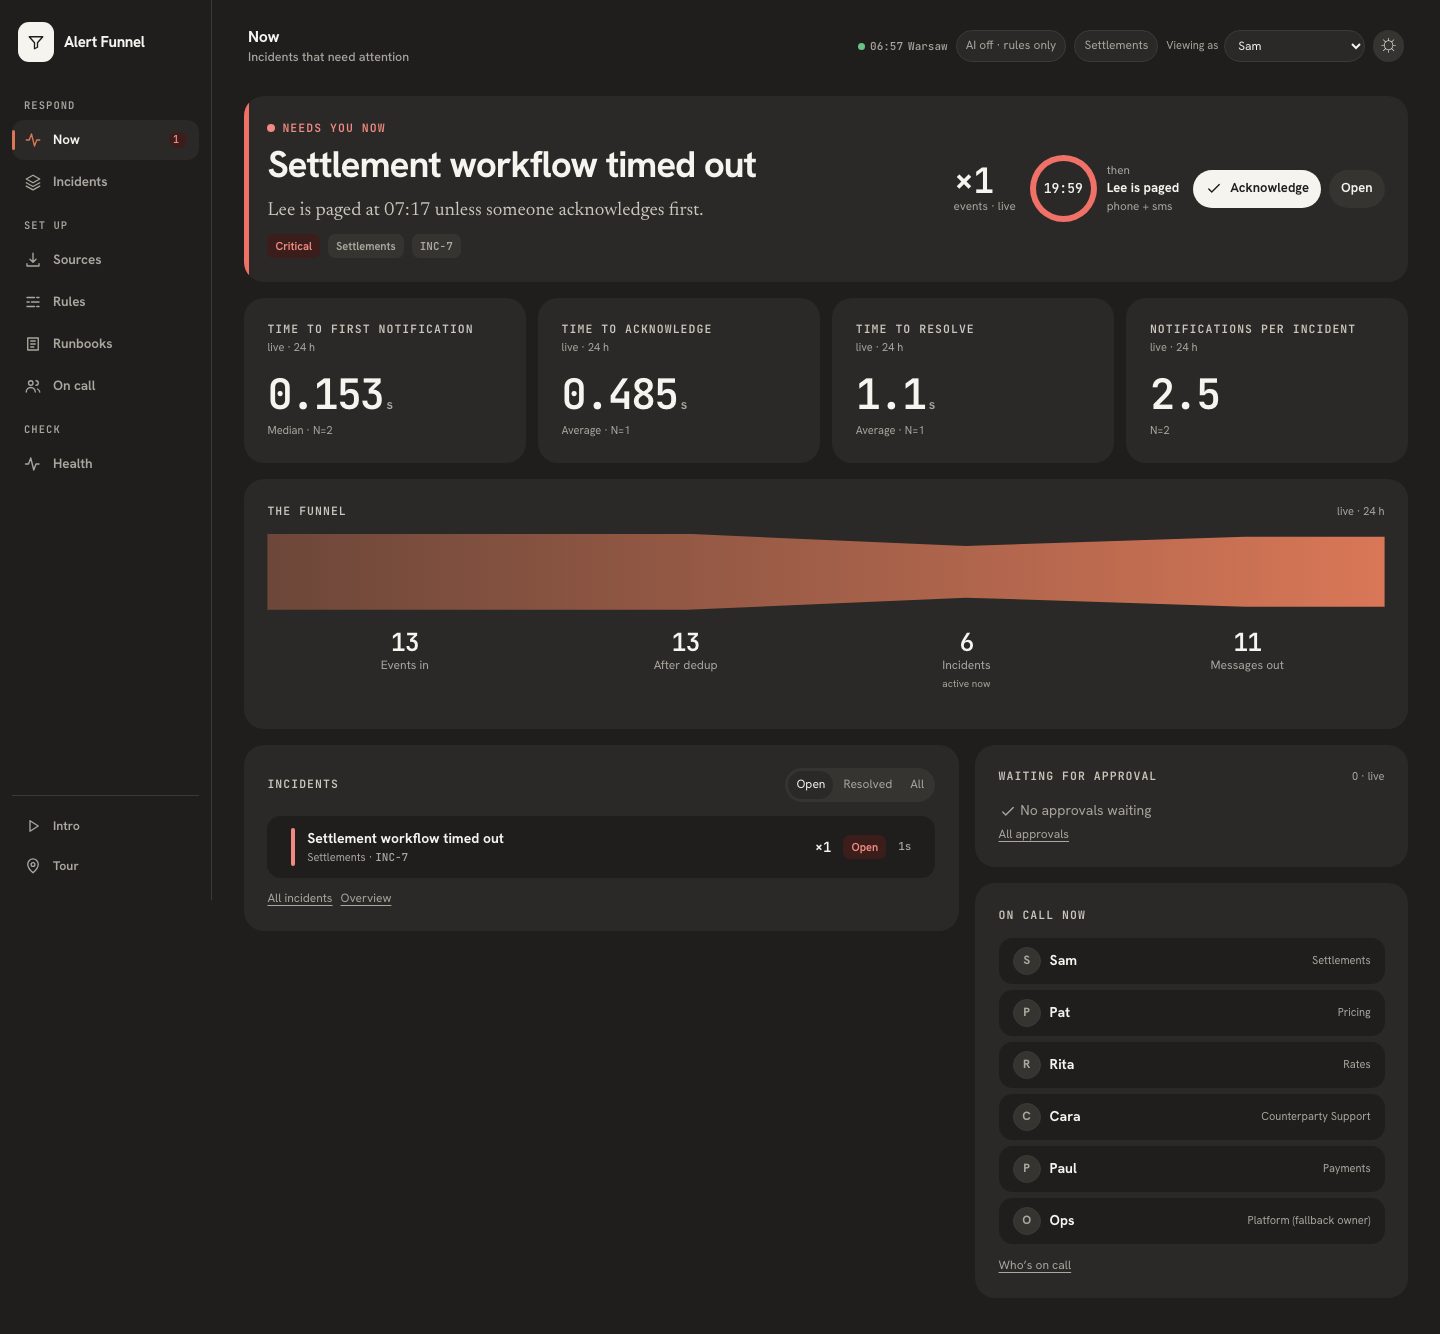 Alert Funnel
RESPOND
Now 1
Incidents
SET UP
Sources
Rules
Runbooks
On call
CHECK
Health
Intro
Tour
Now
Incidents that need attention
06:57 Warsaw
AI off · rules only
Settlements
Viewing as
Sam
NEEDS YOU NOW
Settlement workflow timed out
Lee is paged at 07:17 unless someone acknowledges first.
Critical
Settlements
INC-7
×1
events · live
19:59
then
Lee is paged
phone + sms
Acknowledge
Open
TIME TO FIRST NOTIFICATION
live · 24 h
0.153 s
Median · N=2
TIME TO ACKNOWLEDGE
live · 24 h
0.485 s
Average · N=1
TIME TO RESOLVE
live · 24 h
1.1 s
Average · N=1
NOTIFICATIONS PER INCIDENT
live · 24 h
2.5
N=2
THE FUNNEL
live · 24 h
13
Events in
13
After dedup
6
Incidents
active now
11
Messages out
INCIDENTS
Open Resolved All
Settlement workflow timed out
Settlements · INC-7
×1 Open 1s
All incidents Overview
WAITING FOR APPROVAL
0 · live
No approvals waiting
All approvals
ON CALL NOW
S Sam Settlements
P Pat Pricing
R Rita Rates
C Cara Counterparty Support
P Paul Payments
O Ops Platform (fallback owner)
Who's on call